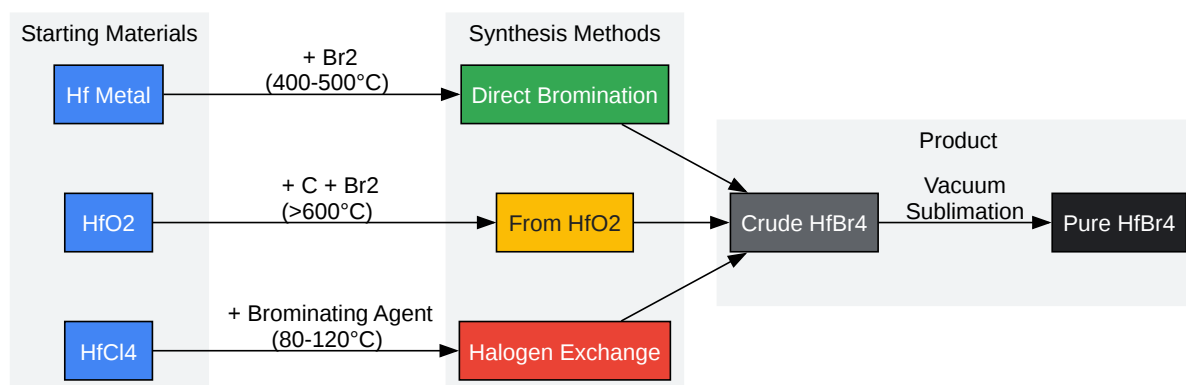 Starting Materials
Synthesis Methods
Hf Metal
+ Br2
(400-500°C)
Direct Bromination
Product
HfO2
+ C + Br2
(>600°C)
From HfO2
Crude HfBr4
Vacuum
Sublimation
Pure HfBr4
HfCl4
+ Brominating Agent
(80-120°C)
Halogen Exchange